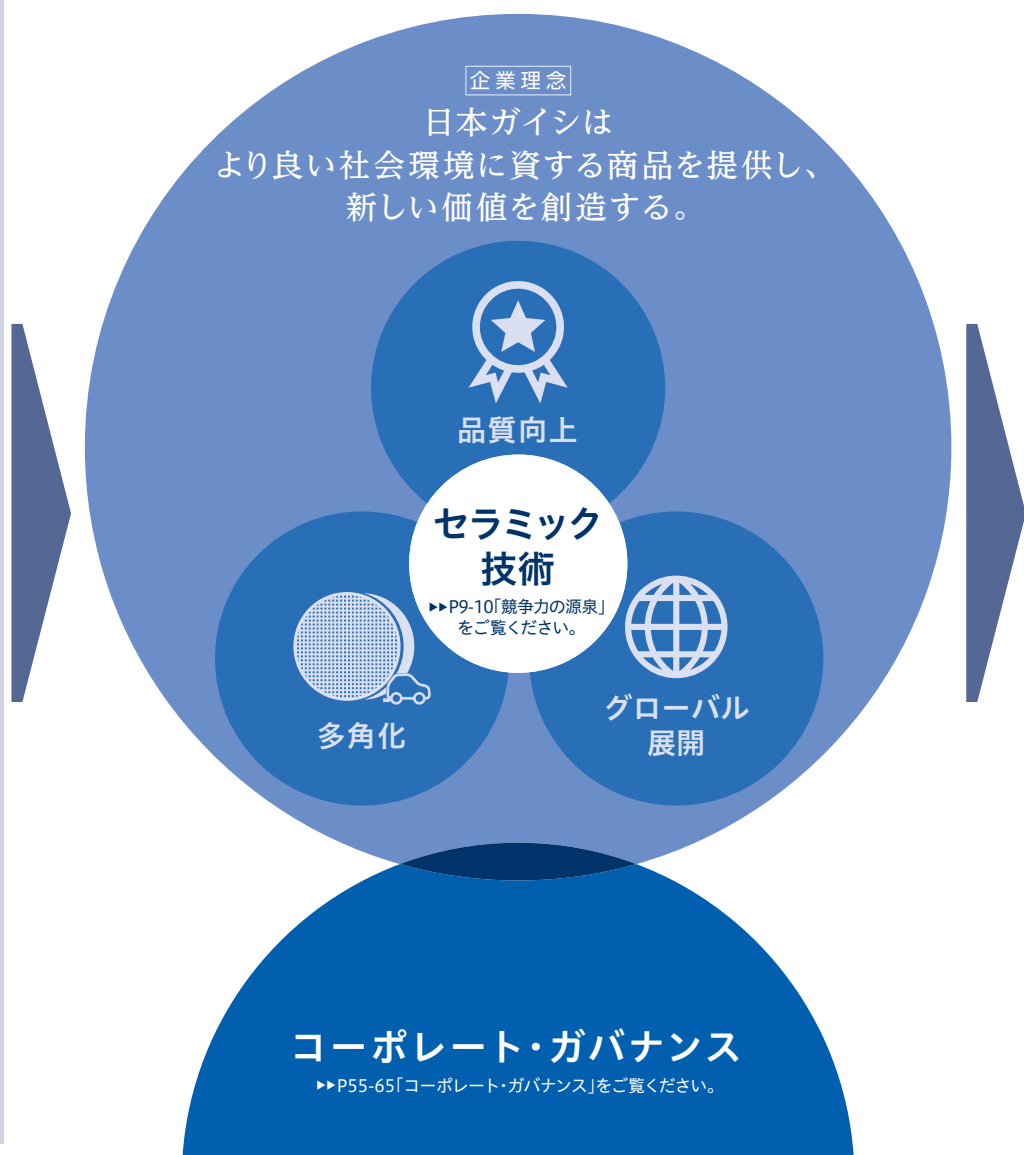 企業理念
日本ガイシは
より良い社会環境に資する商品を提供し、
新しい価値を創造する。
品質向上
セラミック
技術
▶▶P9-10「競争力の源泉」
をご覧ください。
多角化
グローバル
展開
コーポレート・ガバナンス
▶▶P55-65「コーポレート・ガバナンス」をご覧ください。